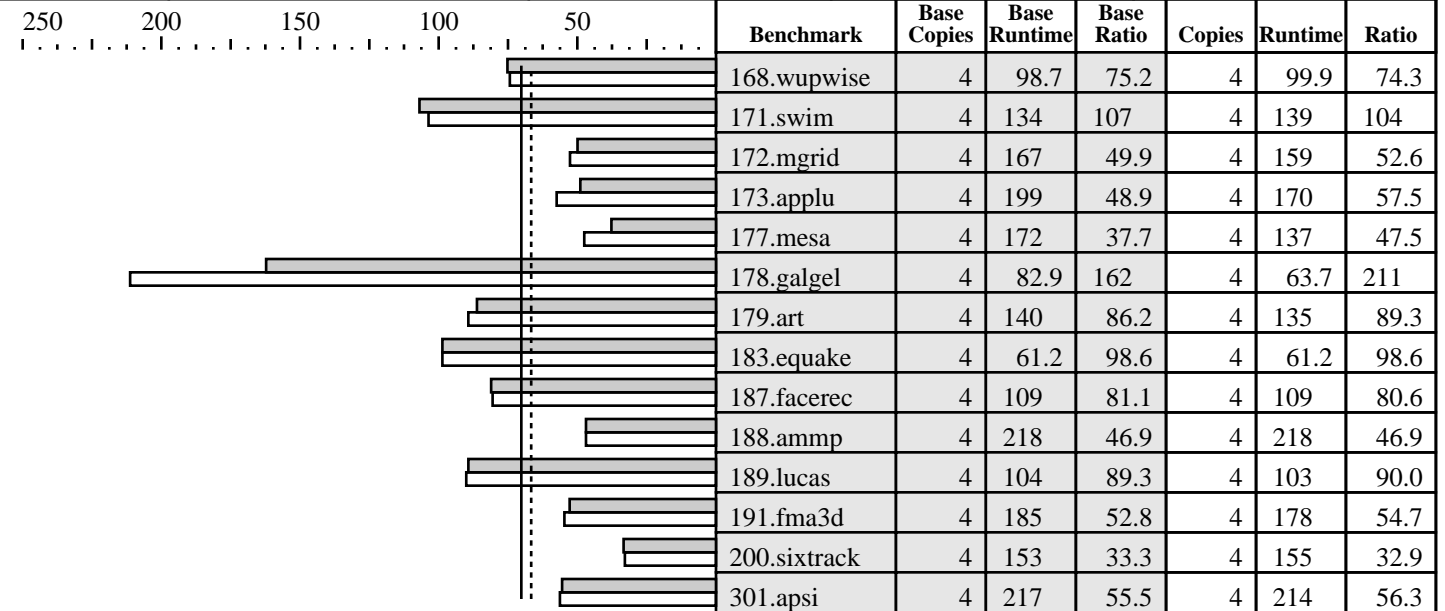 250 200 150 100 50
Benchmark Base Copies Base Runtime Base Ratio Copies Runtime Ratio
168.wupwise 4 98.7 75.2 4 99.9 74.3
171.swim 4 134 107 4 139 104
172.mgrid 4 167 49.9 4 159 52.6
173.applu 4 199 48.9 4 170 57.5
177.mesa 4 172 37.7 4 137 47.5
178.galgel 4 82.9 162 4 63.7 211
179.art 4 140 86.2 4 135 89.3
183.equake 4 61.2 98.6 4 61.2 98.6
187.facerec 4 109 81.1 4 109 80.6
188.ammp 4 218 46.9 4 218 46.9
189.lucas 4 104 89.3 4 103 90.0
191.fma3d 4 185 52.8 4 178 54.7
200.sixtrack 4 153 33.3 4 155 32.9
301.apsi 4 217 55.5 4 214 56.3